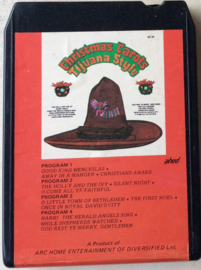 Christmas Carols
Tijuana Style
ahed
PROGRAM 1
GOOD KING WENCESLAS •
AWAY IN A MANGER • CHRISTIANS AWAKE
PROGRAM 2
THE HOLLY AND THE IVY • SILENT NIGHT •
O COME ALL YE FAITHFUL
PROGRAM 3
O LITTLE TOWN OF BETHLEHEM • THE FIRST NOEL •
ONCE IN ROYAL DAVID'S CITY
PROGRAM 4
HARK! THE HERALD ANGELS SING •
WHILE SHEPHERDS WATCHED •
GOD REST YE MERRY, GENTLEMEN
A Product of
ARC HOME ENTERTAINMENT OF DIVERSIFIED Ltd.